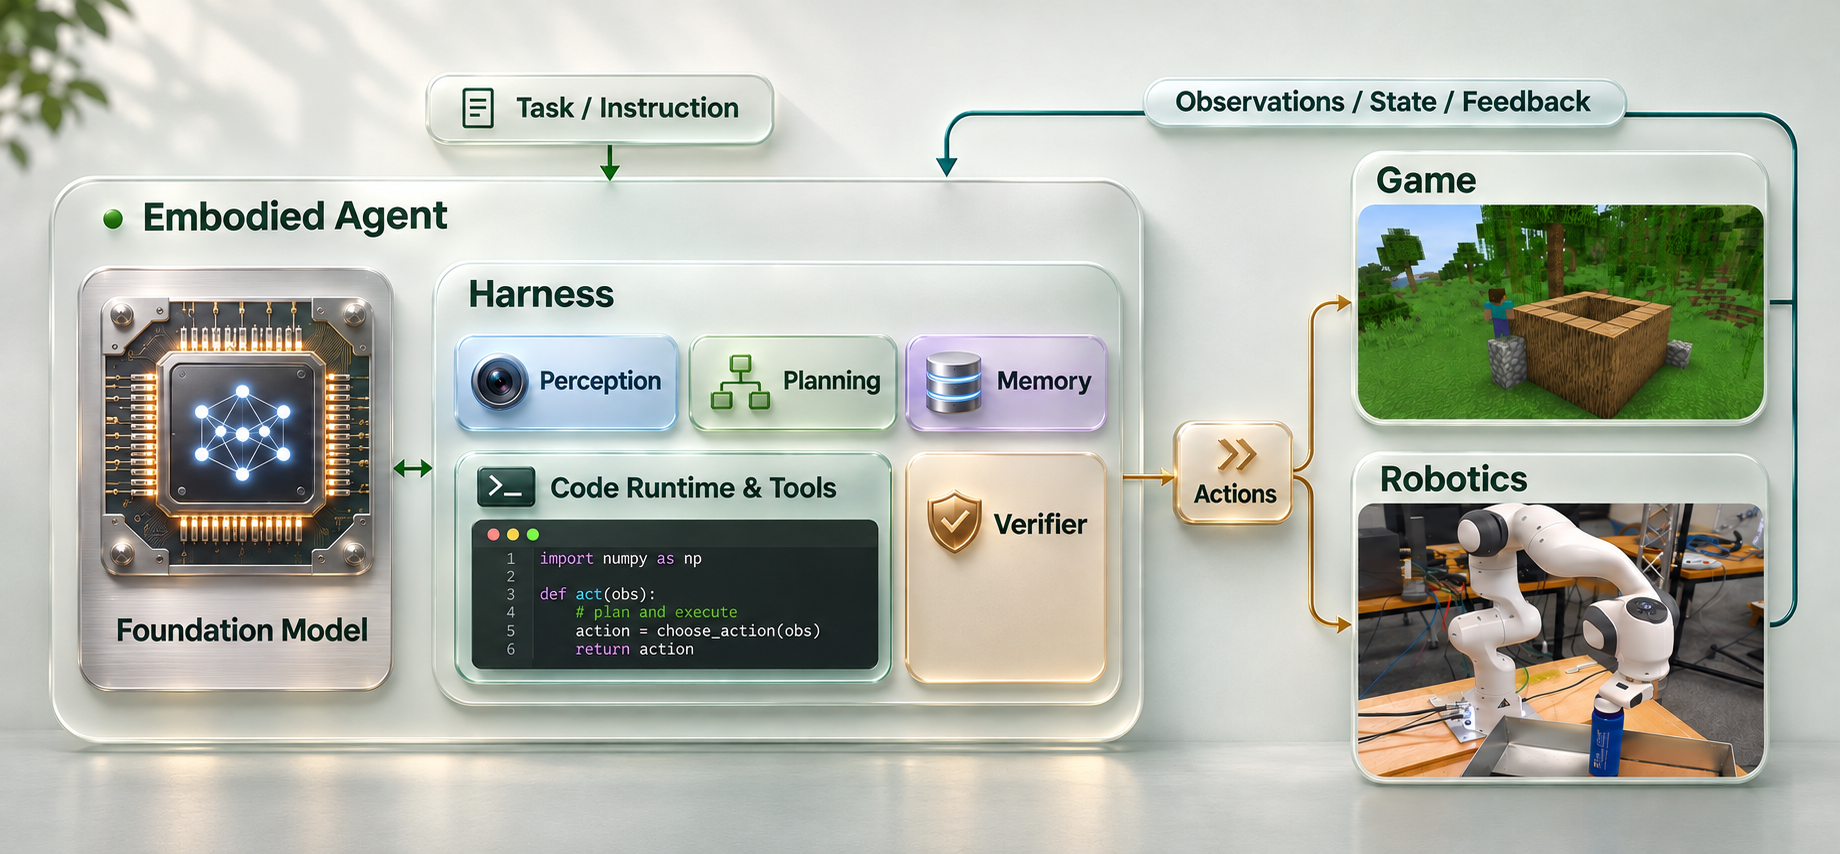 Task / Instruction
Observations / State / Feedback
Embodied Agent
Foundation Model
Harness
Perception
Planning
Memory
Code Runtime & Tools
1 import numpy as np
2
3 def act(obs):
4     # plan and execute
5     action = choose_action(obs)
6     return action
Verifier
Actions
Game
Robotics